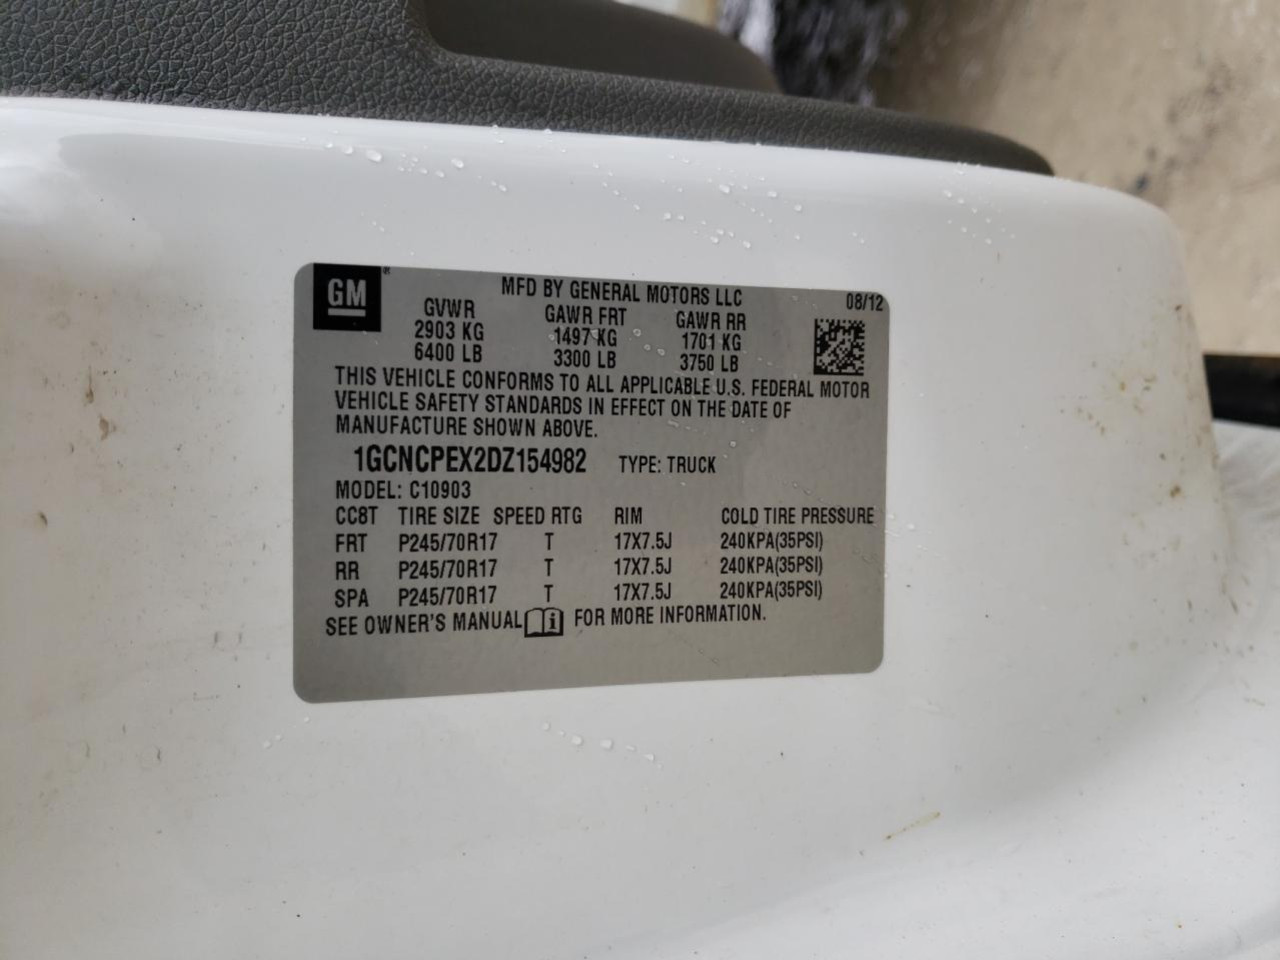 GM®
MFD BY GENERAL MOTORS LLC 08/12
GVWR GAWR FRT GAWR RR
2903 KG 1497 KG 1701 KG
6400 LB 3300 LB 3750 LB
THIS VEHICLE CONFORMS TO ALL APPLICABLE U.S. FEDERAL MOTOR
VEHICLE SAFETY STANDARDS IN EFFECT ON THE DATE OF
MANUFACTURE SHOWN ABOVE.
1GCNCPEX2DZ154982 TYPE: TRUCK
MODEL: C10903
CC8T TIRE SIZE SPEED RTG RIM COLD TIRE PRESSURE
FRT P245/70R17 T 17X7.5J 240KPA(35PSI)
RR P245/70R17 T 17X7.5J 240KPA(35PSI)
SPA P245/70R17 T 17X7.5J 240KPA(35PSI)
SEE OWNER'S MANUAL i FOR MORE INFORMATION.